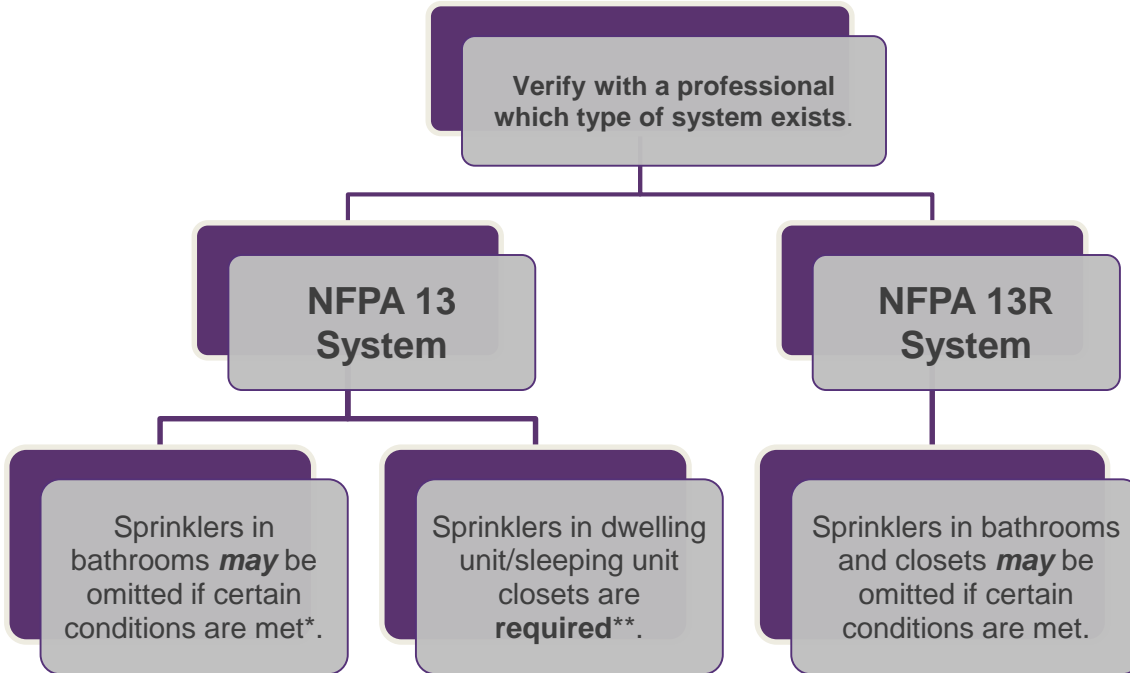 Verify with a professional
which type of system exists.
NFPA 13
System
NFPA 13R
System
Sprinklers in
bathrooms may be
omitted if certain
conditions are met*.
Sprinklers in dwelling
unit/sleeping unit
closets are
required**.
Sprinklers in bathrooms
and closets may be
omitted if certain
conditions are met.